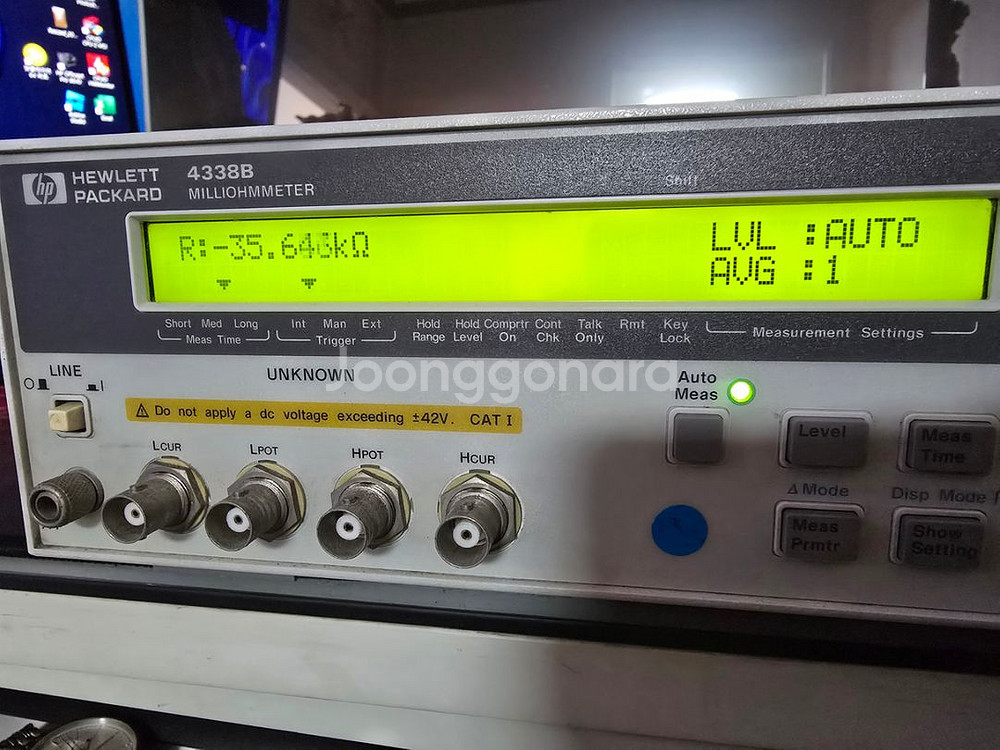 hp HEWLETT PACKARD
4338B
MILLIOHMMETER
Shift
R:-35.648kΩ
LVL :AUTO
AVG :1
Short Med Long
Meas Time
Int Man Ext
Trigger
Hold Range
Hold Level
Comprtr On
Cont Chk
Talk Only
Rmt
Key Lock
Measurement Settings
Joonggonara
LINE
O I
UNKNOWN
⚠ Do not apply a dc voltage exceeding ±42V. CAT I
LCUR
LPOT
HPOT
HCUR
Auto Meas
Level
Meas Time
Δ Mode
Disp Mode
Meas Prmtr
Show Setting